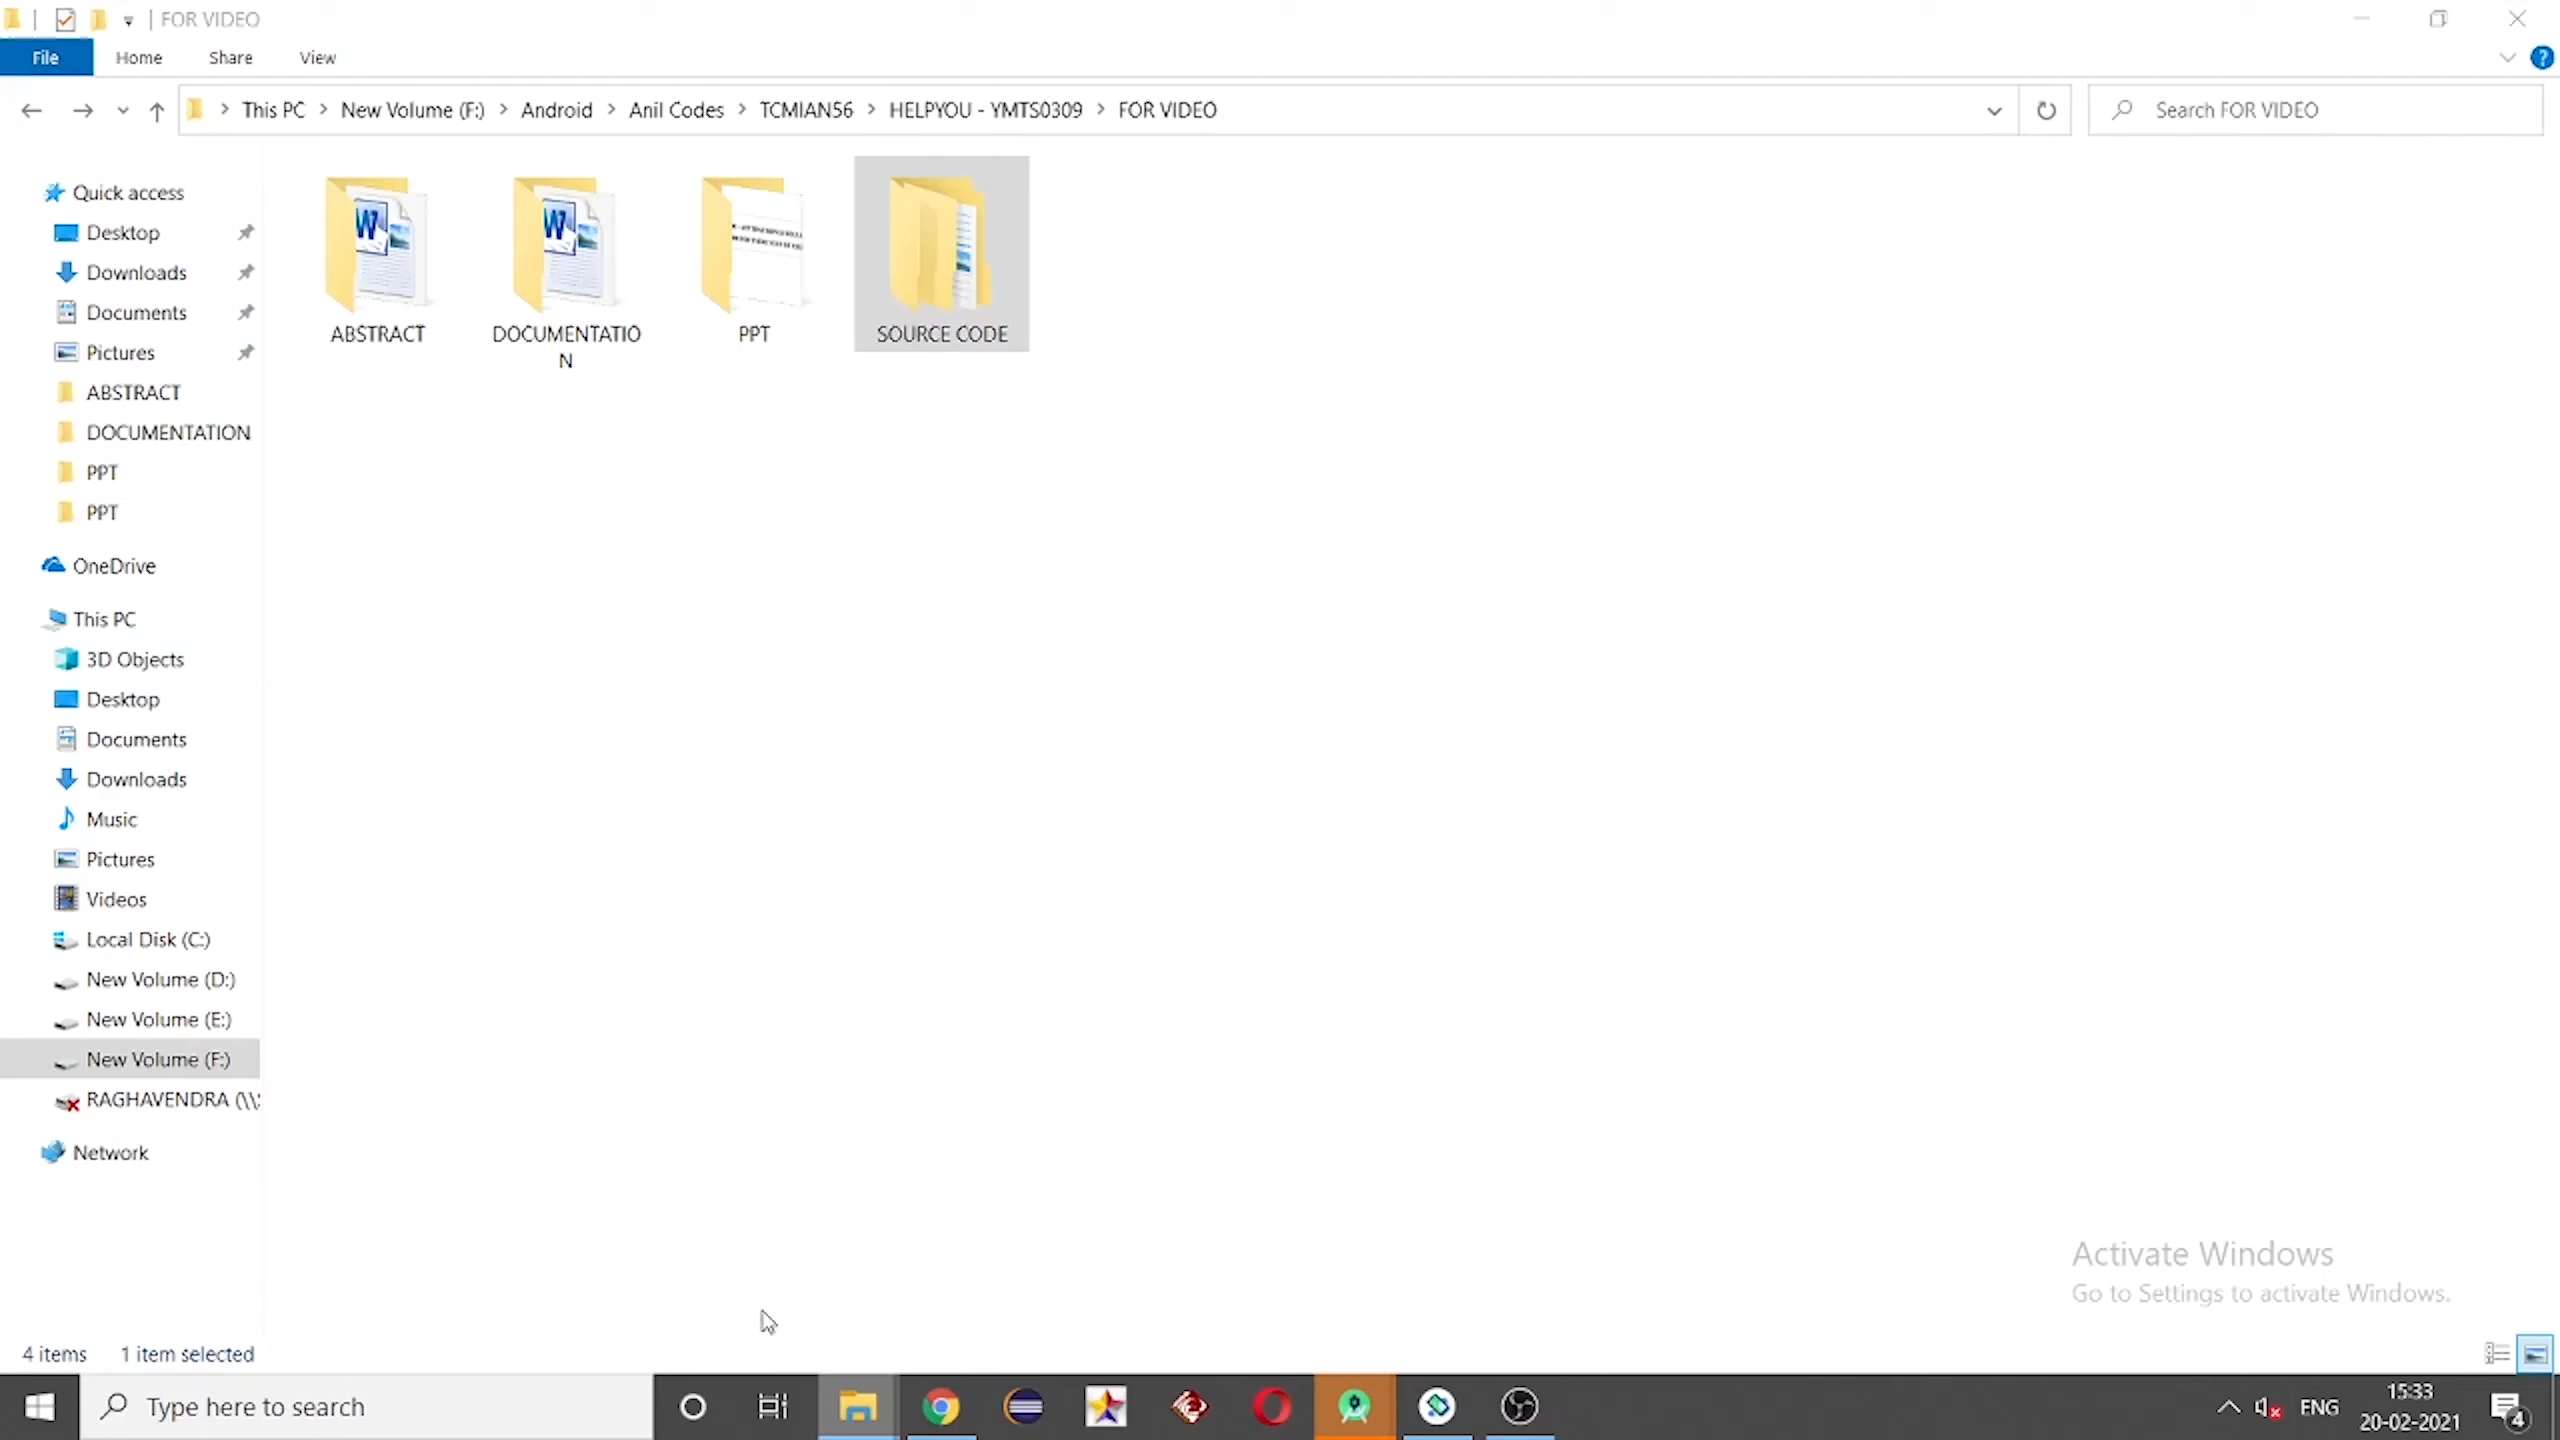 FOR VIDEO
File Home Share View
This PC New Volume (F:) Android Anil Codes TCMIAN56 HELPYOU - YMTS0309 FOR VIDEO
Search FOR VIDEO
Quick access
Desktop
Downloads
Documents
Pictures
ABSTRACT
DOCUMENTATION
PPT
PPT
OneDrive
This PC
3D Objects
Desktop
Documents
Downloads
Music
Pictures
Videos
Local Disk (C:)
New Volume (D:)
New Volume (E:)
New Volume (F:)
RAGHAVENDRA (\\
Network
ABSTRACT
DOCUMENTATIO
N
PPT
SOURCE CODE
Activate Windows
Go to Settings to activate Windows.
4 items 1 item selected
Type here to search
ENG
15:33
20-02-2021
4